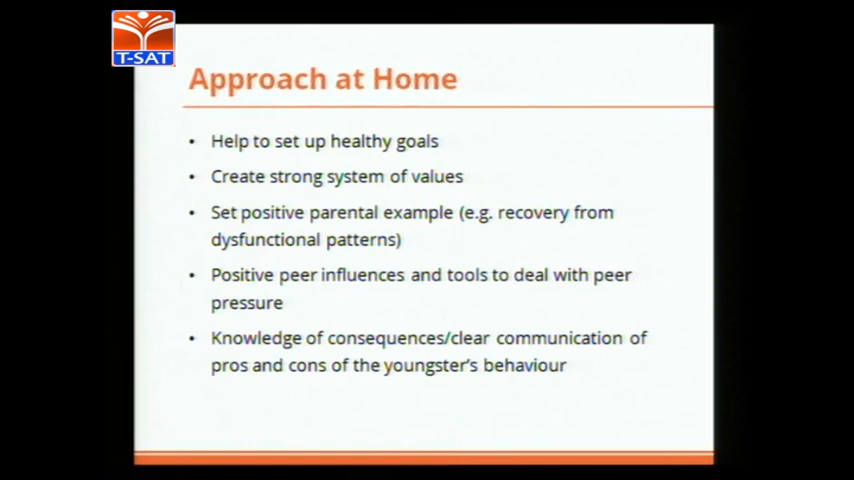 T-SAT
Approach at Home
• Help to set up healthy goals
• Create strong system of values
• Set positive parental example (e.g. recovery from
dysfunctional patterns)
• Positive peer influences and tools to deal with peer
pressure
• Knowledge of consequences/clear communication of
pros and cons of the youngster's behaviour